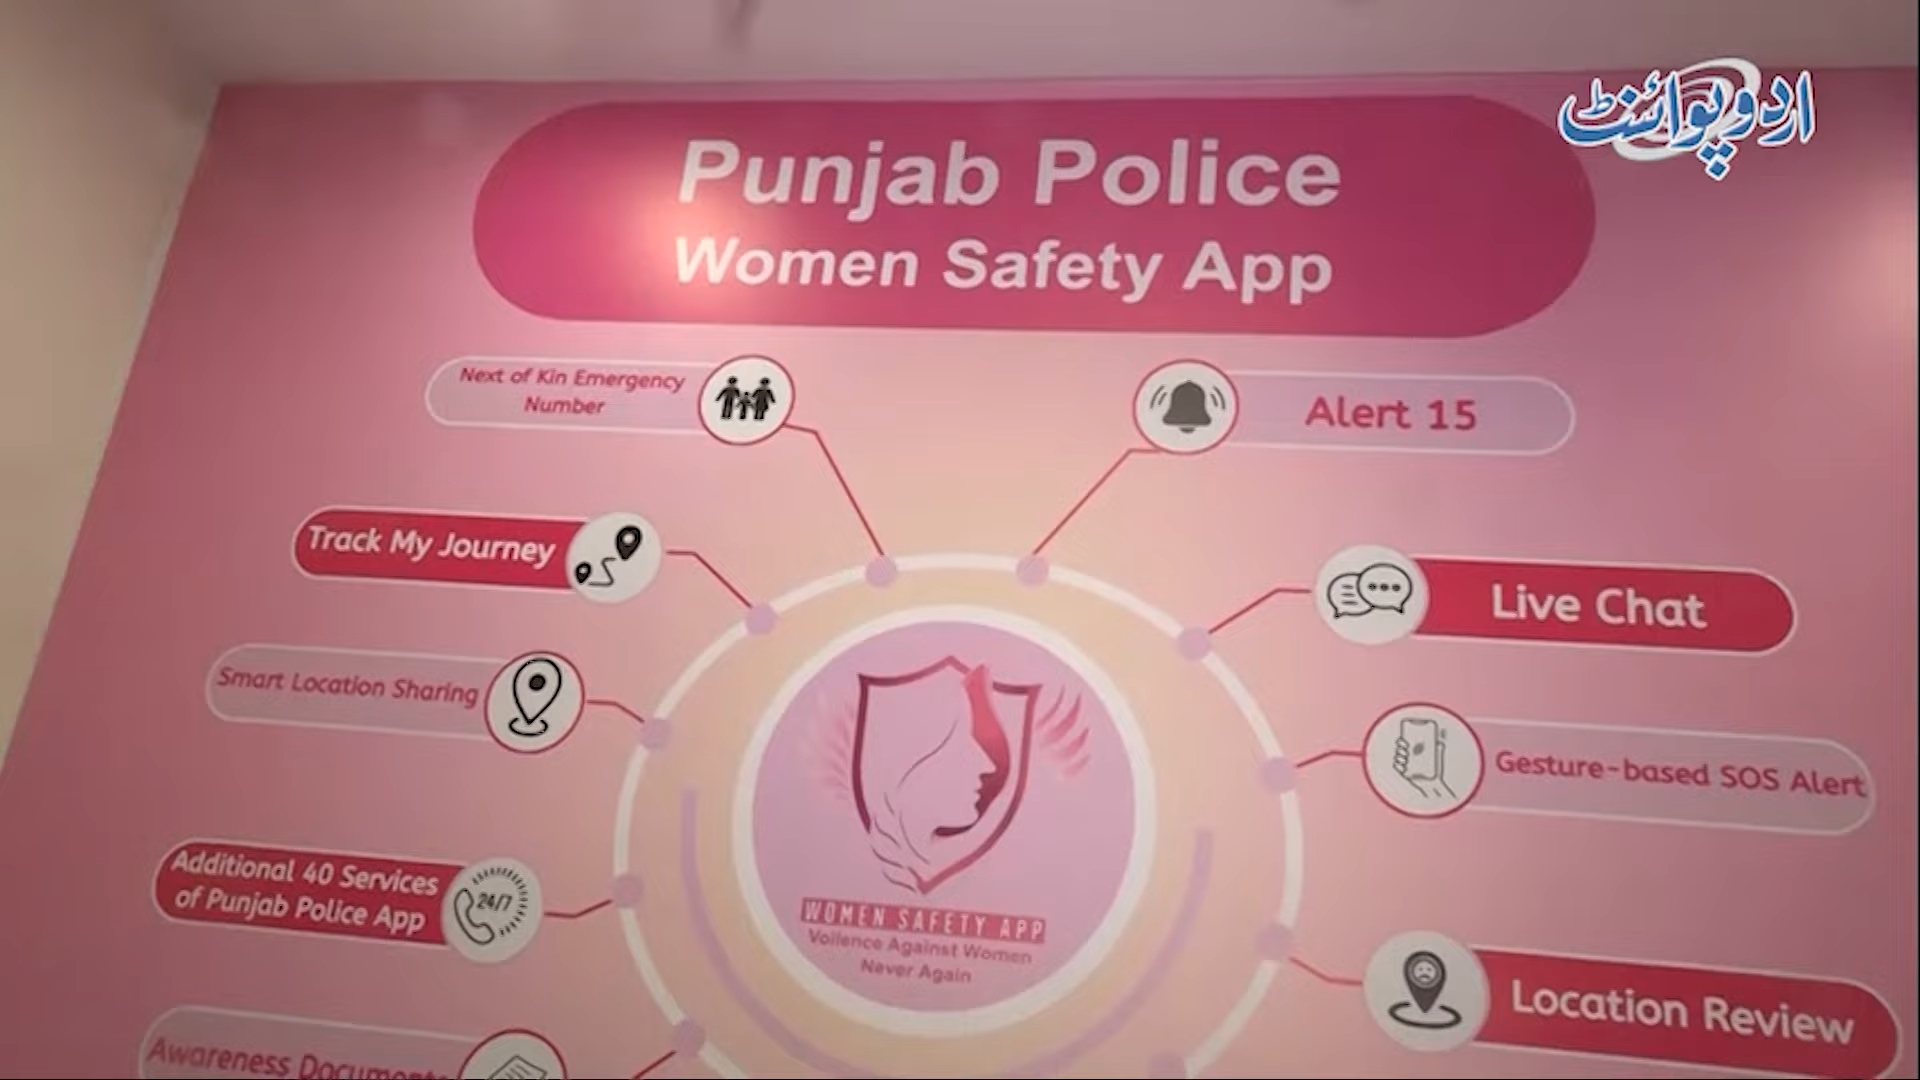 اردو پوائنٹ
Punjab Police
Women Safety App
Next of Kin Emergency
Number
Alert 15
Track My Journey
Live Chat
Smart Location Sharing
Gesture-based SOS Alert
Additional 40 Services
of Punjab Police App
24/7
WOMEN SAFETY APP
Voilence Against Women
Never Again
Location Review
Awareness Documents